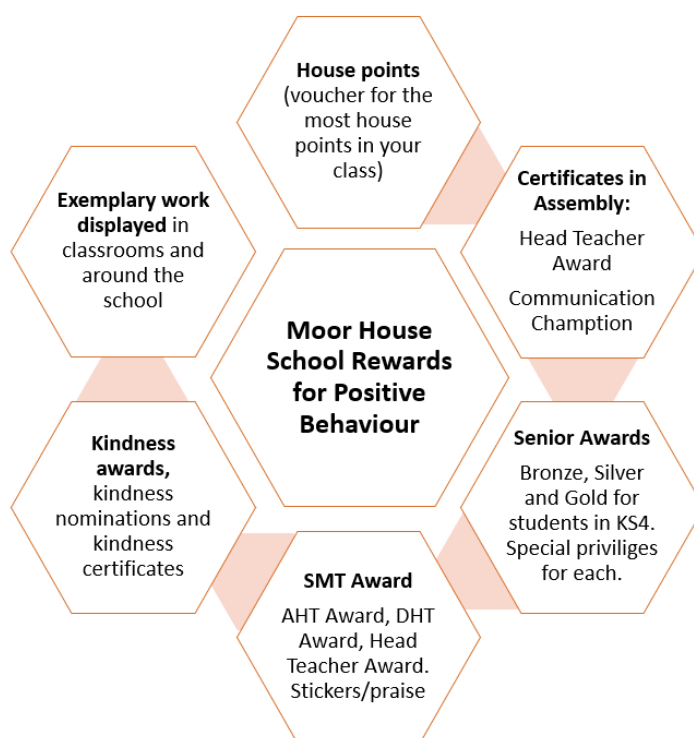 House points
(voucher for the
most house
points in your
class)
Certificates in
Assembly:
Head Teacher
Award
Communication
Chamption
Senior Awards
Bronze, Silver
and Gold for
students in KS4.
Special priviliges
for each.
SMT Award
AHT Award, DHT
Award, Head
Teacher Award.
Stickers/praise
Kindness
awards,
kindness
nominations and
kindness
certificates
Exemplary work
displayed in
classrooms and
around the
school
Moor House
School Rewards
for Positive
Behaviour